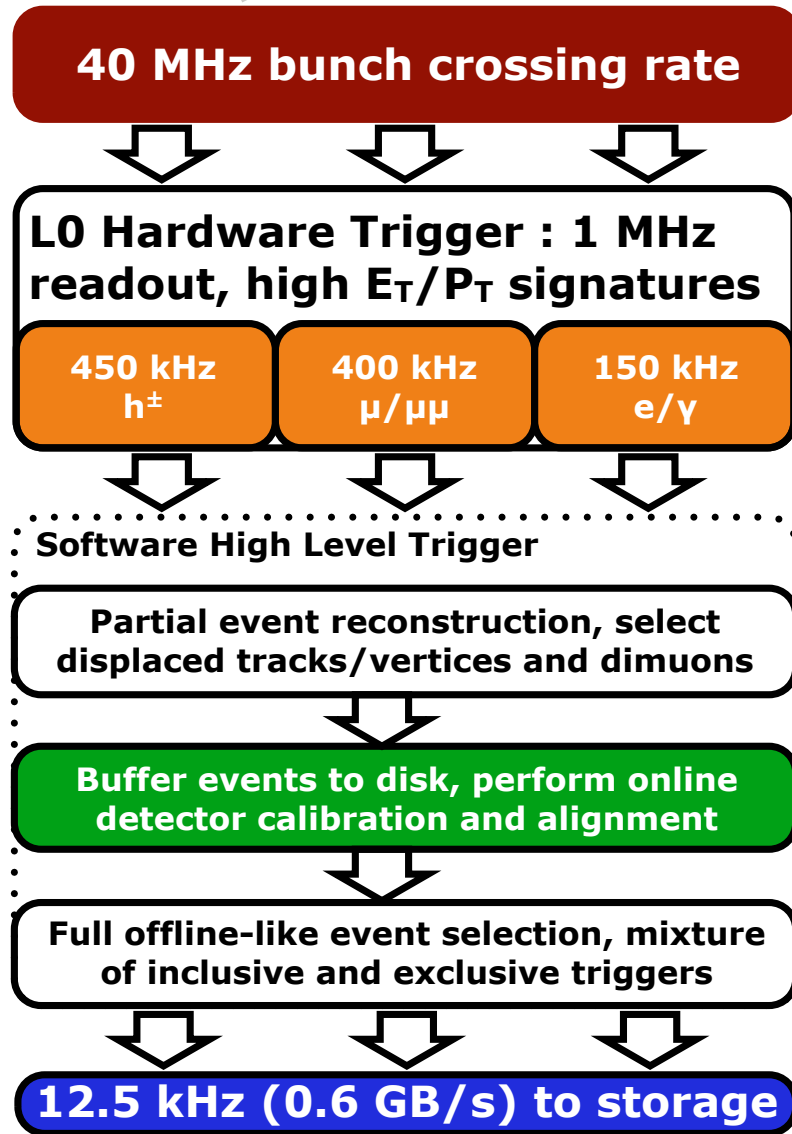 40 MHz bunch crossing rate
L0 Hardware Trigger : 1 MHz
readout, high E_T/P_T signatures
450 kHz
h±
400 kHz
μ/μμ
150 kHz
e/γ
Software High Level Trigger
Partial event reconstruction, select
displaced tracks/vertices and dimuons
Buffer events to disk, perform online
detector calibration and alignment
Full offline-like event selection, mixture
of inclusive and exclusive triggers
12.5 kHz (0.6 GB/s) to storage